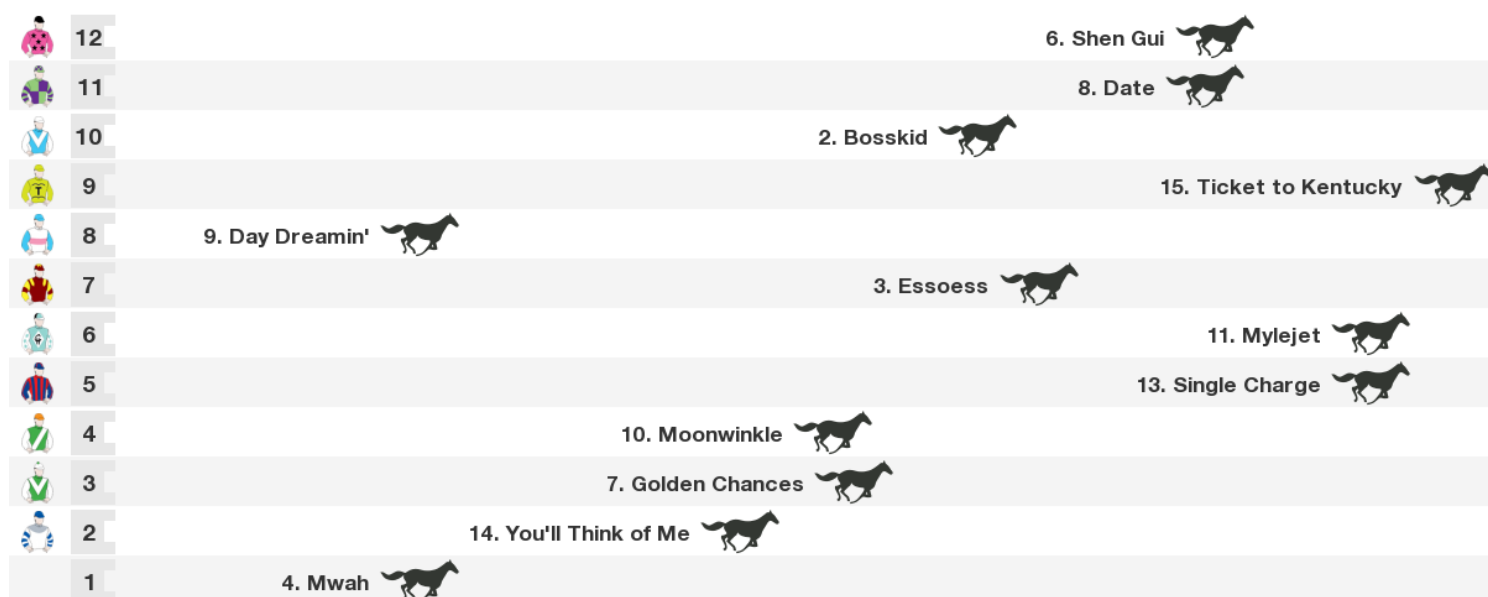 12 6. Shen Gui
11 8. Date
10 2. Bosskid
9 15. Ticket to Kentucky
8 9. Day Dreamin'
7 3. Essoess
6 11. Mylejet
5 13. Single Charge
4 10. Moonwinkle
3 7. Golden Chances
2 14. You'll Think of Me
1 4. Mwah